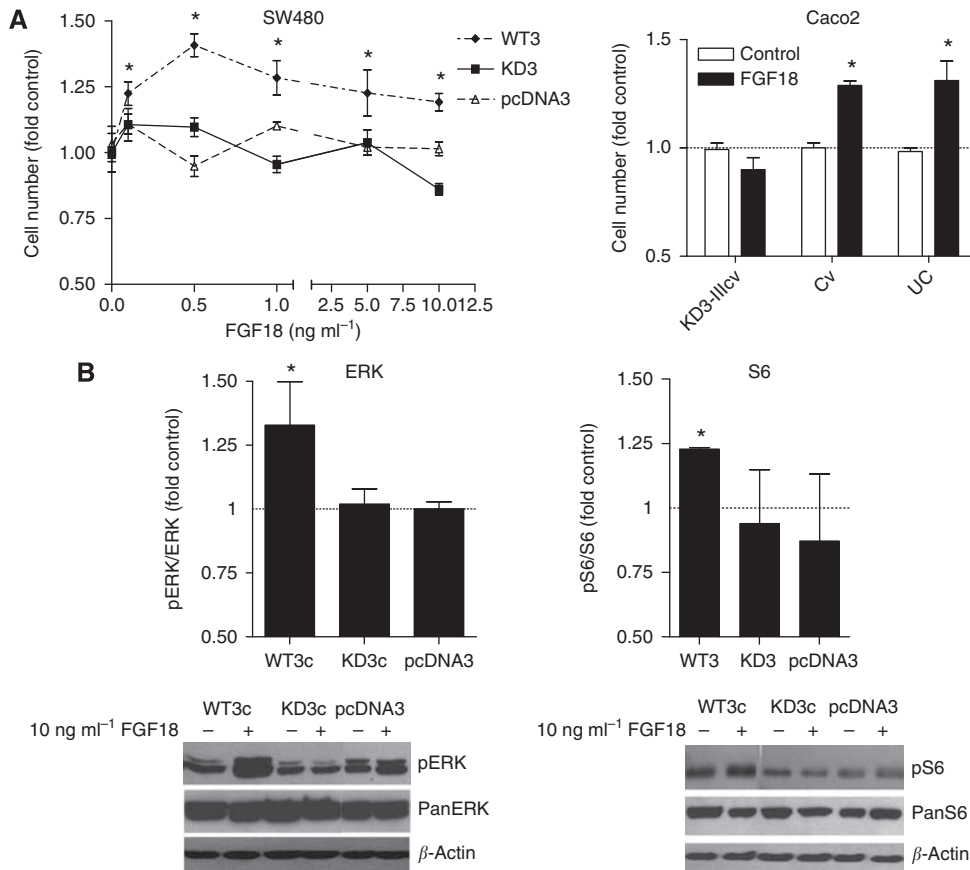 A
SW480
Cell number (fold control)
1.50
1.25
1.00
0.75
0.50
* * * * *
WT3
KD3
pcDNA3
0.0 0.5 1.0 2.5 5.0 7.5 10.0 12.5
FGF18 (ng ml⁻¹)
Caco2
Cell number (fold control)
1.5
1.0
0.5
Control
FGF18
* *
KD3-IIIcv Cv UC
B
ERK
pERK/ERK (fold control)
1.50
1.25
1
0.75
0.50
*
WT3c KD3c pcDNA3
S6
pS6/S6 (fold control)
1.50
1.25
1
0.75
0.50
*
WT3 KD3 pcDNA3
WT3c KD3c pcDNA3
10 ng ml⁻¹ FGF18 − + − + − +
pERK
PanERK
β-Actin
WT3c KD3c pcDNA3
10 ng ml⁻¹ FGF18 − + − + − +
pS6
PanS6
β-Actin